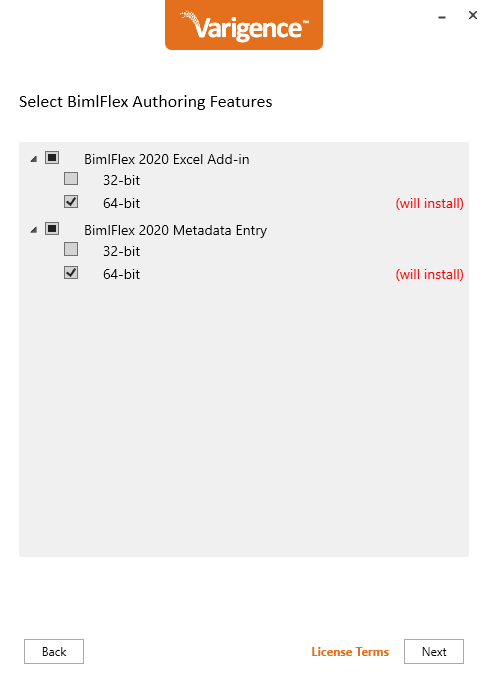 Varigence™
Select BimlFlex Authoring Features
BimlFlex 2020 Excel Add-in
32-bit
64-bit (will install)
BimlFlex 2020 Metadata Entry
32-bit
64-bit (will install)
Back License Terms Next